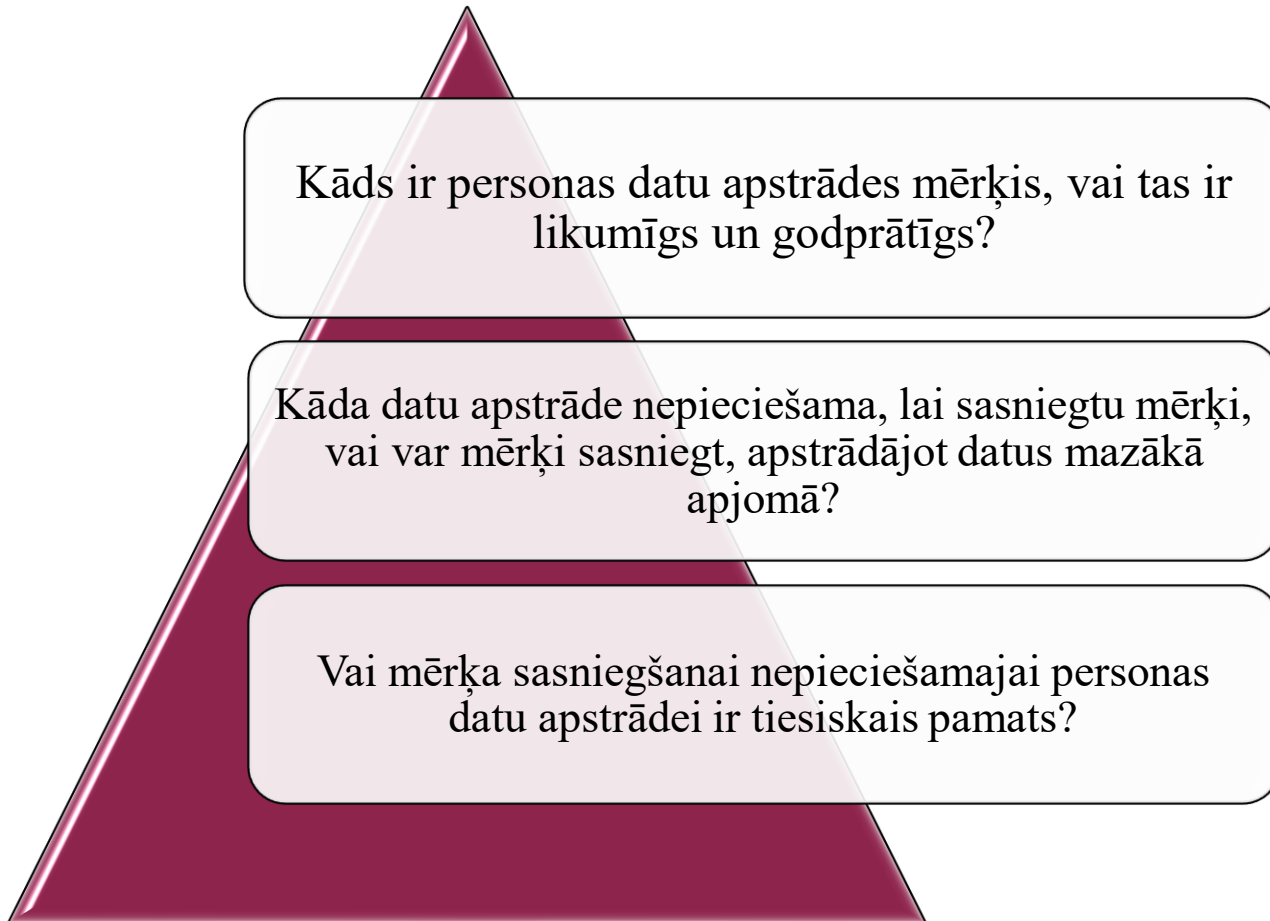 Kāds ir personas datu apstrādes mērķis, vai tas ir
likumīgs un godprātīgs?
Kāda datu apstrāde nepieciešama, lai sasniegtu mērķi,
vai var mērķi sasniegt, apstrādājot datus mazākā
apjomā?
Vai mērķa sasniegšanai nepieciešamajai personas
datu apstrādei ir tiesiskais pamats?